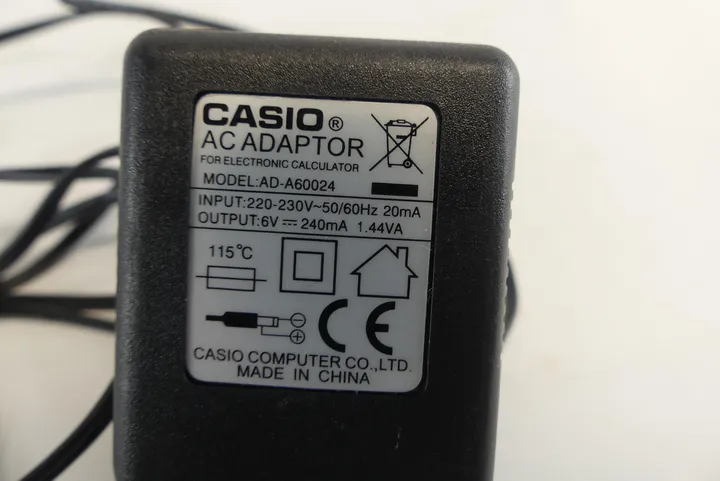 CASIO®
AC ADAPTOR
FOR ELECTRONIC CALCULATOR
MODEL:AD-A60024
INPUT:220-230V~50/60Hz 20mA
OUTPUT:6V⎓240mA 1.44VA
115°C
CE
CASIO COMPUTER CO.,LTD.
MADE IN CHINA